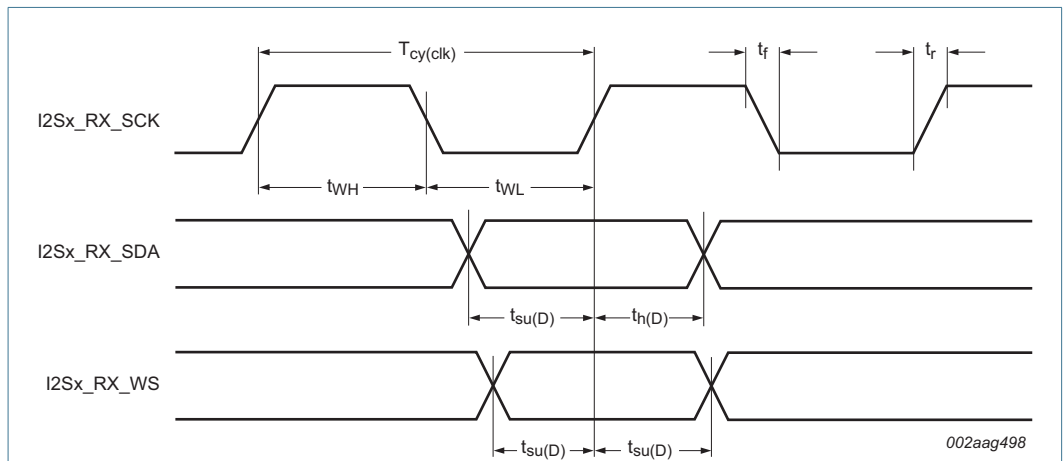 T_cy(clk) t_f t_r
I2Sx_RX_SCK
t_WH t_WL
I2Sx_RX_SDA
t_su(D) t_h(D)
I2Sx_RX_WS
t_su(D) t_su(D)
002aag498